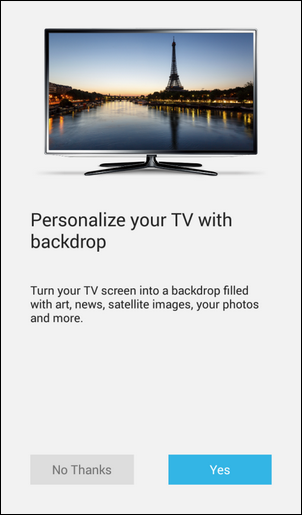 Personalize your TV with
backdrop
Turn your TV screen into a backdrop filled
with art, news, satellite images, your photos
and more.
No Thanks
Yes